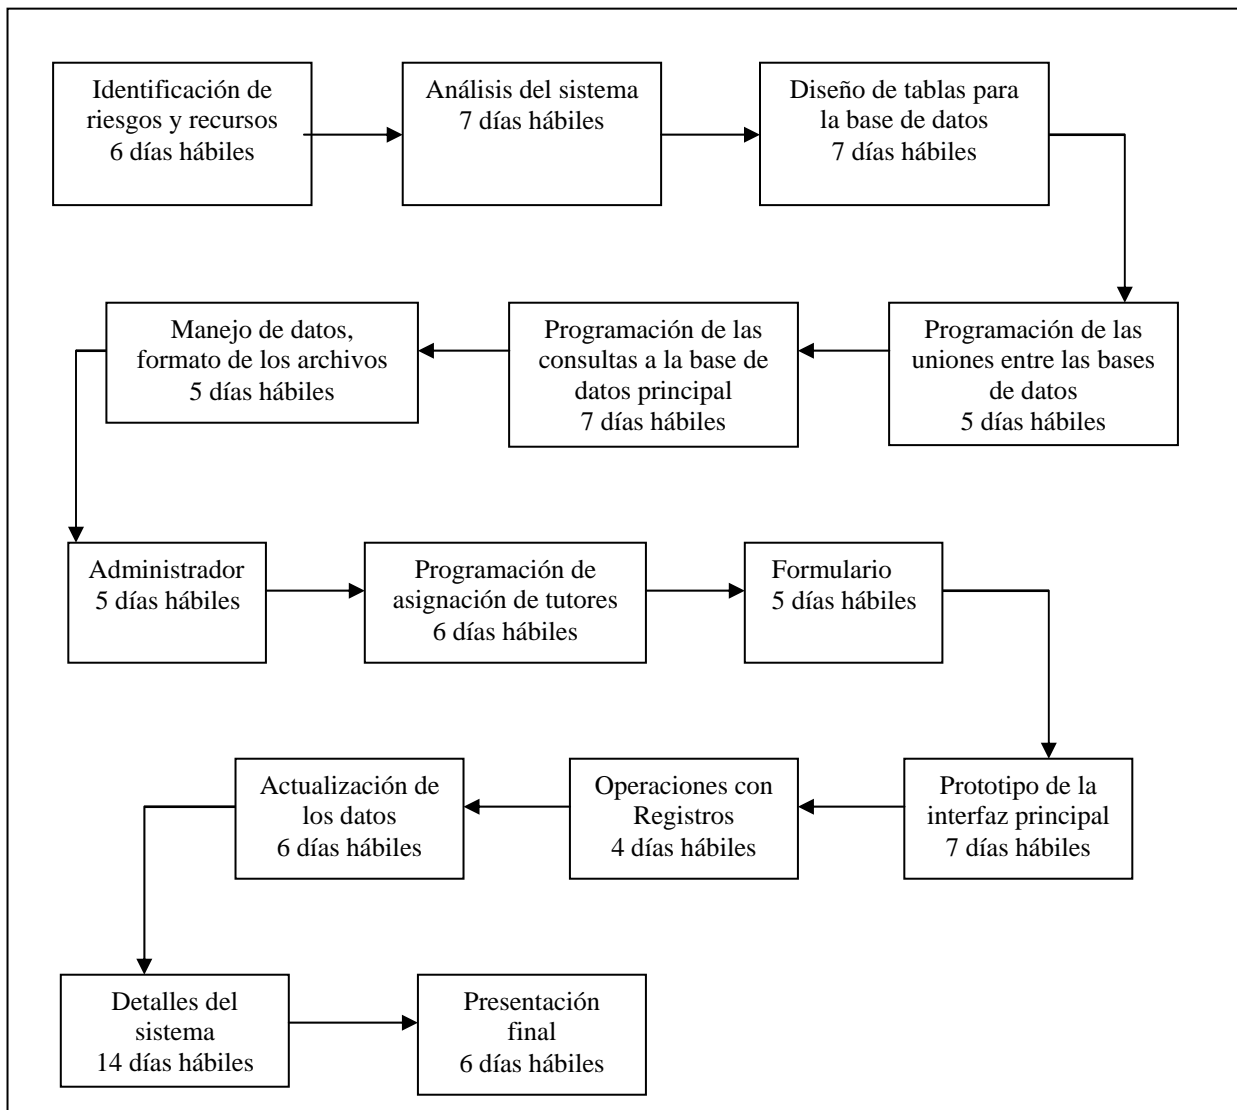 Identificación de
riesgos y recursos
6 días hábiles
Análisis del sistema
7 días hábiles
Diseño de tablas para
la base de datos
7 días hábiles
Programación de las
uniones entre las bases
de datos
5 días hábiles
Programación de las
consultas a la base de
datos principal
7 días hábiles
Manejo de datos,
formato de los archivos
5 días hábiles
Administrador
5 días hábiles
Programación de
asignación de tutores
6 días hábiles
Formulario
5 días hábiles
Prototipo de la
interfaz principal
7 días hábiles
Operaciones con
Registros
4 días hábiles
Actualización de
los datos
6 días hábiles
Detalles del
sistema
14 días hábiles
Presentación
final
6 días hábiles